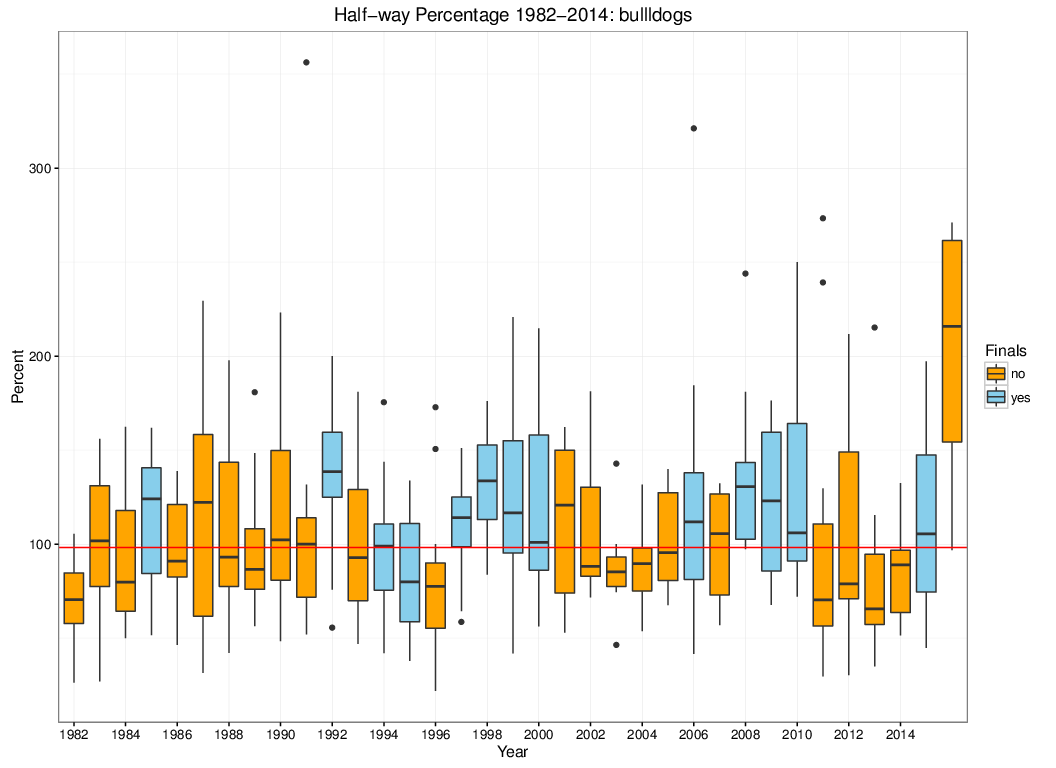 Half−way Percentage 1982−2014: bullldogs
Percent
300
200
100
1982 1984 1986 1988 1990 1992 1994 1996 1998 2000 2002 2004 2006 2008 2010 2012 2014
Year
Finals
no
yes